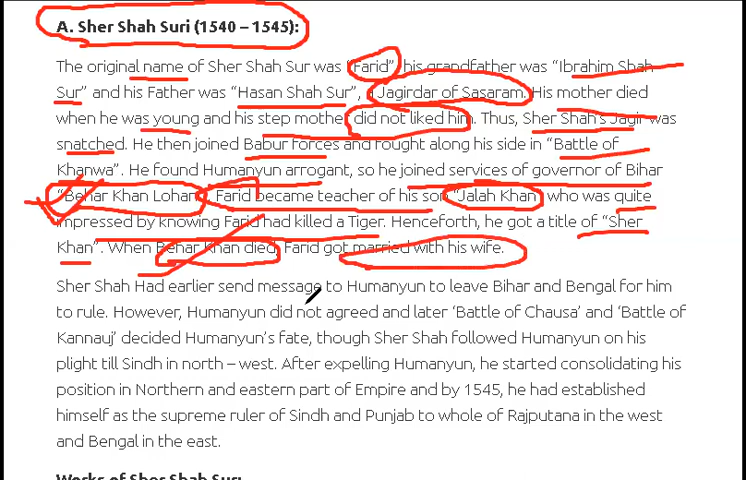 A. Sher Shah Suri (1540 – 1545):
The original name of Sher Shah Sur was "Farid", his grandfather was "Ibrahim Shah
Sur" and his Father was "Hasan Shah Sur", Jagirdar of Sasaram. His mother died
when he was young and his step mother did not liked him. Thus, Sher Shah's Jagir was
snatched. He then joined Babur forces and fought along his side in "Battle of
Khanwa". He found Humanyun arrogant, so he joined services of governor of Bihar
"Behar Khan Lohani". Farid became teacher of his son "Jalah Khan" who was quite
impressed by knowing Farid had killed a Tiger. Henceforth, he got a title of "Sher
Khan". When Behar Khan died, Farid got married with his wife.
Sher Shah Had earlier send message to Humanyun to leave Bihar and Bengal for him
to rule. However, Humanyun did not agreed and later 'Battle of Chausa' and 'Battle of
Kannauj' decided Humanyun's fate, though Sher Shah followed Humanyun on his
plight till Sindh in north – west. After expelling Humanyun, he started consolidating his
position in Northern and eastern part of Empire and by 1545, he had established
himself as the supreme ruler of Sindh and Punjab to whole of Rajputana in the west
and Bengal in the east.
Works of Sher Shah Suri: